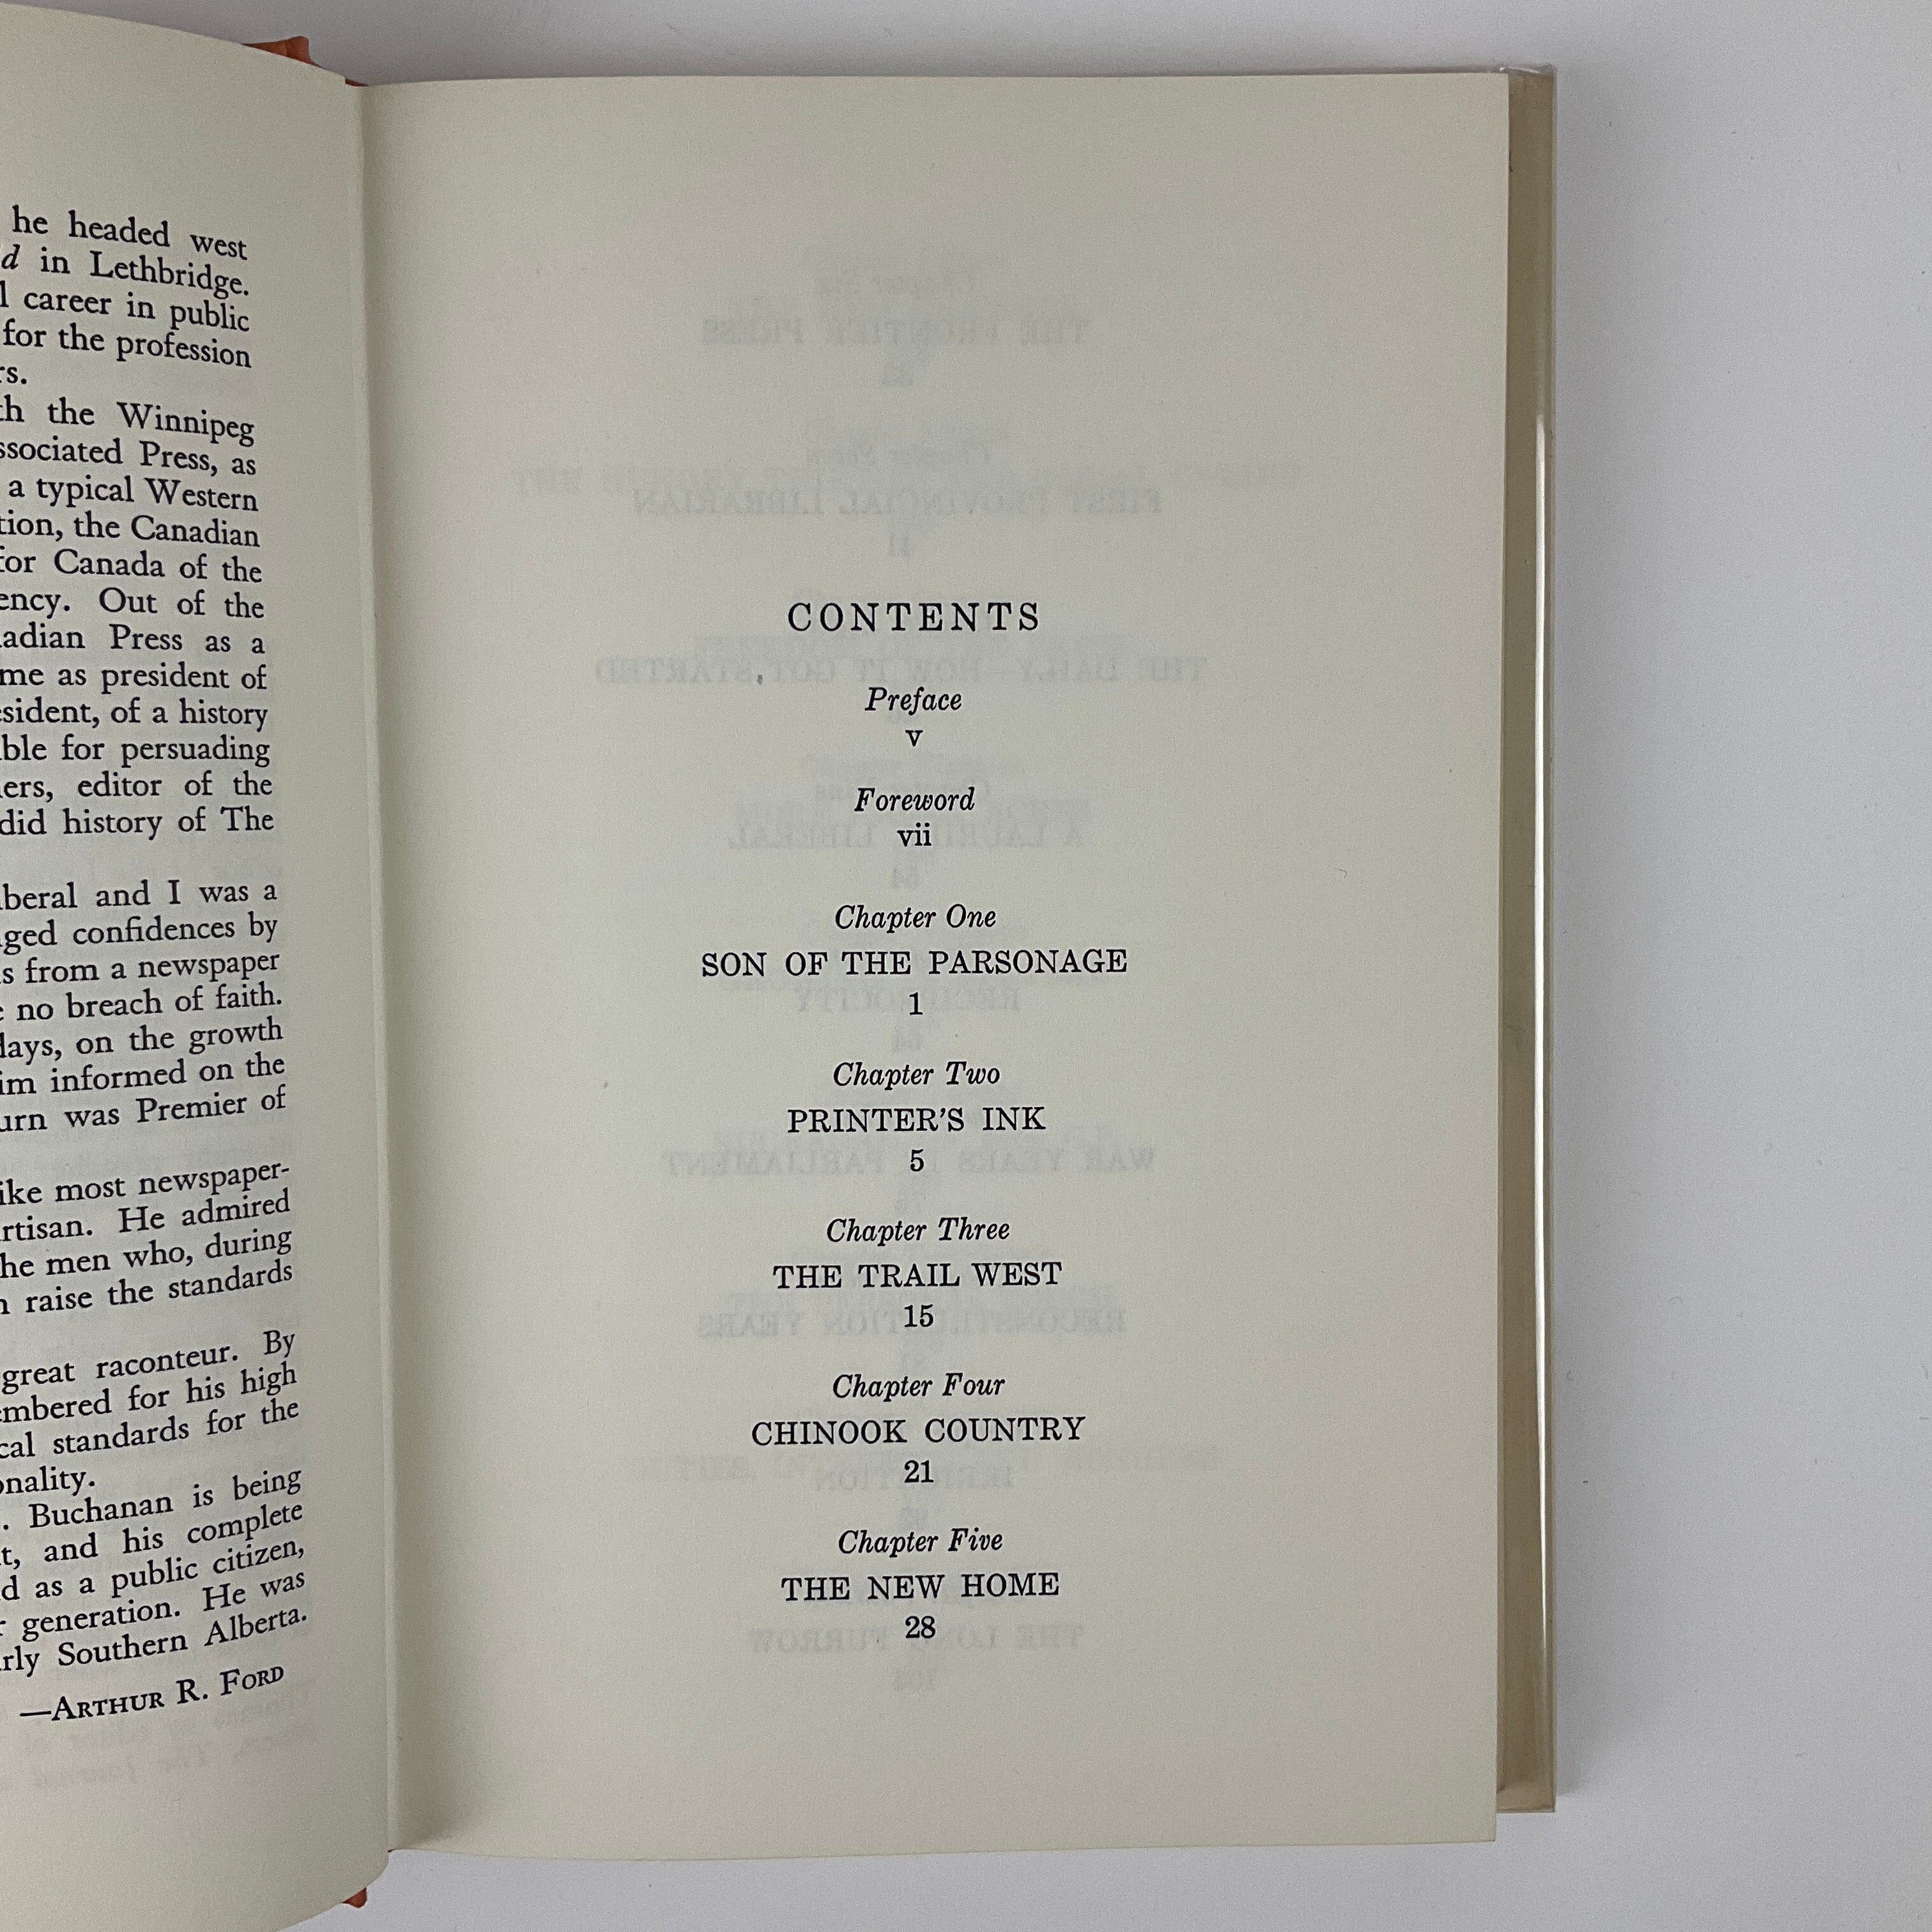 he headed west
d in Lethbridge.
l career in public
for the profession
rs.
th the Winnipeg
ssociated Press, as
a typical Western
tion, the Canadian
for Canada of the
ency. Out of the
adian Press as a
me as president of
esident, of a history
ble for persuading
ers, editor of the
did history of The
iberal and I was a
ged confidences by
s from a newspaper
e no breach of faith.
days, on the growth
im informed on the
urn was Premier of
ike most newspaper-
rtisan. He admired
he men who, during
n raise the standards
great raconteur. By
embered for his high
cal standards for the
onality.
. Buchanan is being
t, and his complete
d as a public citizen,
r generation. He was
rly Southern Alberta.
—ARTHUR R. FORD
CONTENTS
Preface
v
Foreword
vii
Chapter One
SON OF THE PARSONAGE
1
Chapter Two
PRINTER'S INK
5
Chapter Three
THE TRAIL WEST
15
Chapter Four
CHINOOK COUNTRY
21
Chapter Five
THE NEW HOME
28